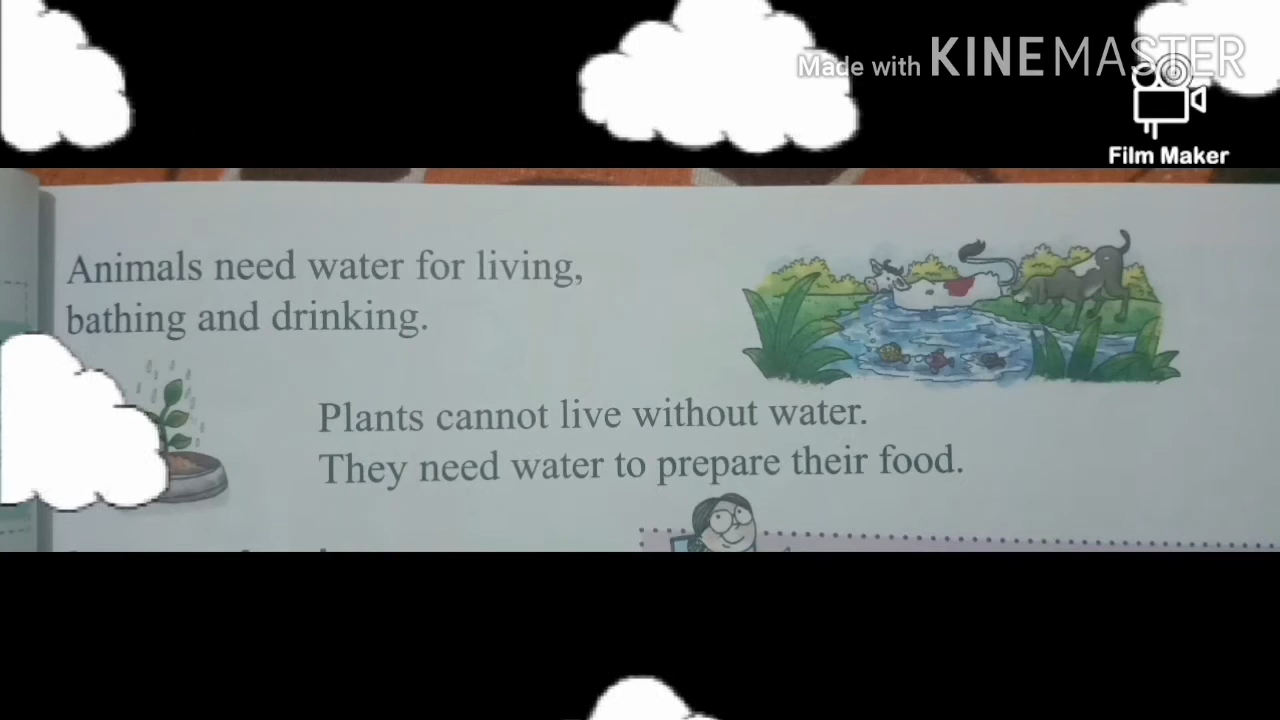 Made with KINEMASTER
Film Maker
Animals need water for living,
bathing and drinking.
Plants cannot live without water.
They need water to prepare their food.